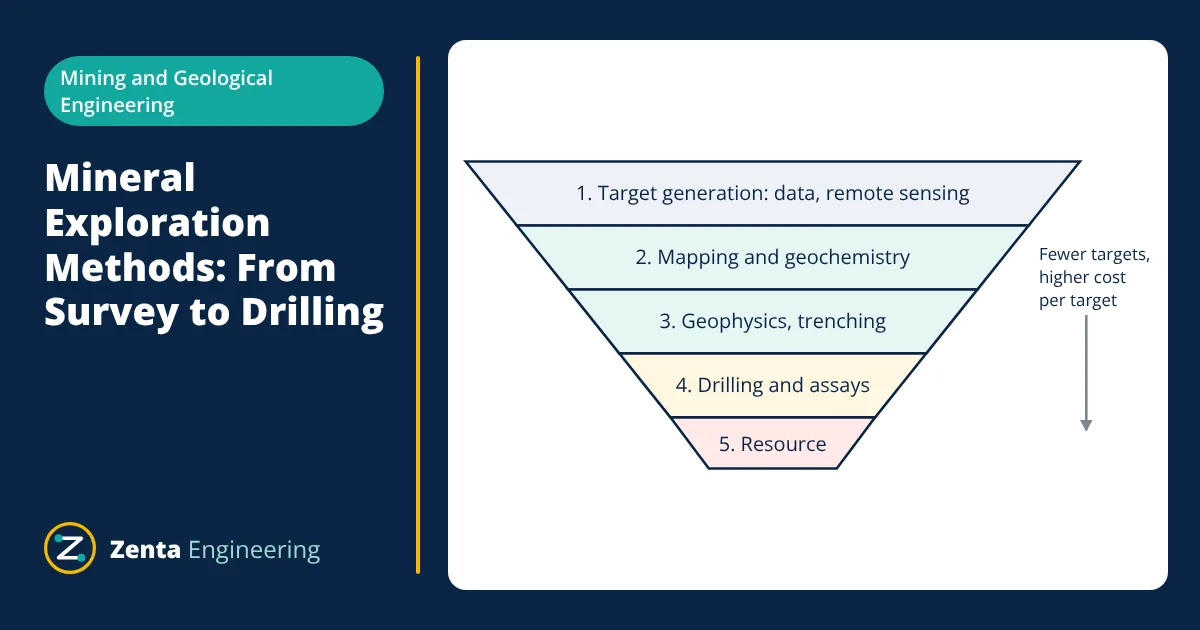 Mining and Geological
Engineering
Mineral
Exploration
Methods: From
Survey to Drilling
Zenta Engineering
1. Target generation: data, remote sensing
2. Mapping and geochemistry
3. Geophysics, trenching
4. Drilling and assays
5. Resource
Fewer targets,
higher cost
per target